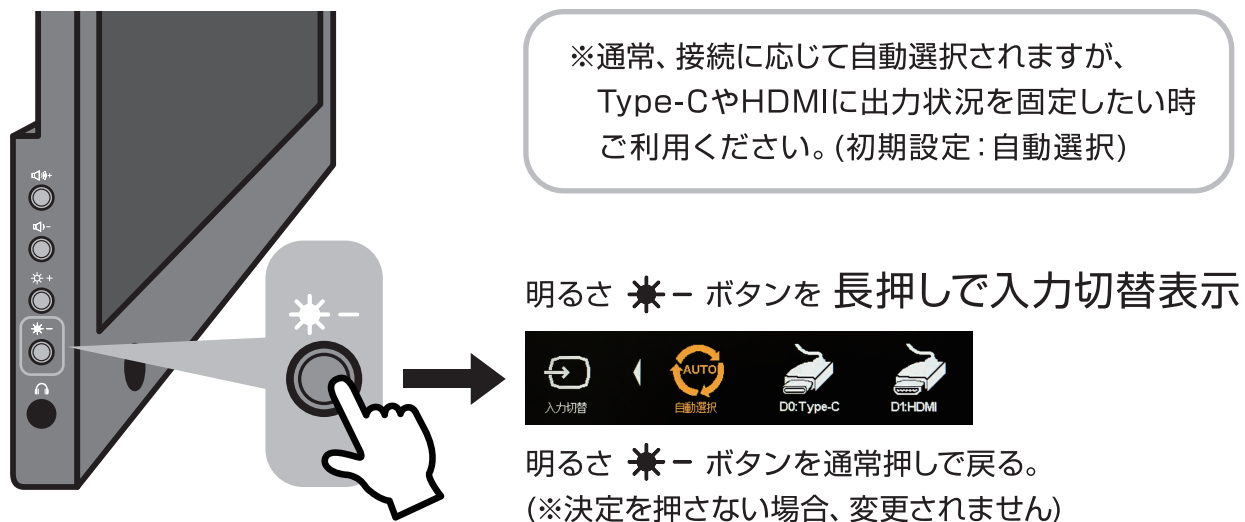 ※通常、接続に応じて自動選択されますが、
Type-CやHDMIに出力状況を固定したい時
ご利用ください。(初期設定:自動選択)
明るさ － ボタンを 長押しで入力切替表示
入力切替
AUTO
自動選択
D0:Type-C
D1:HDMI
明るさ － ボタンを通常押しで戻る。
(※決定を押さない場合、変更されません)
+
-
+
-
－